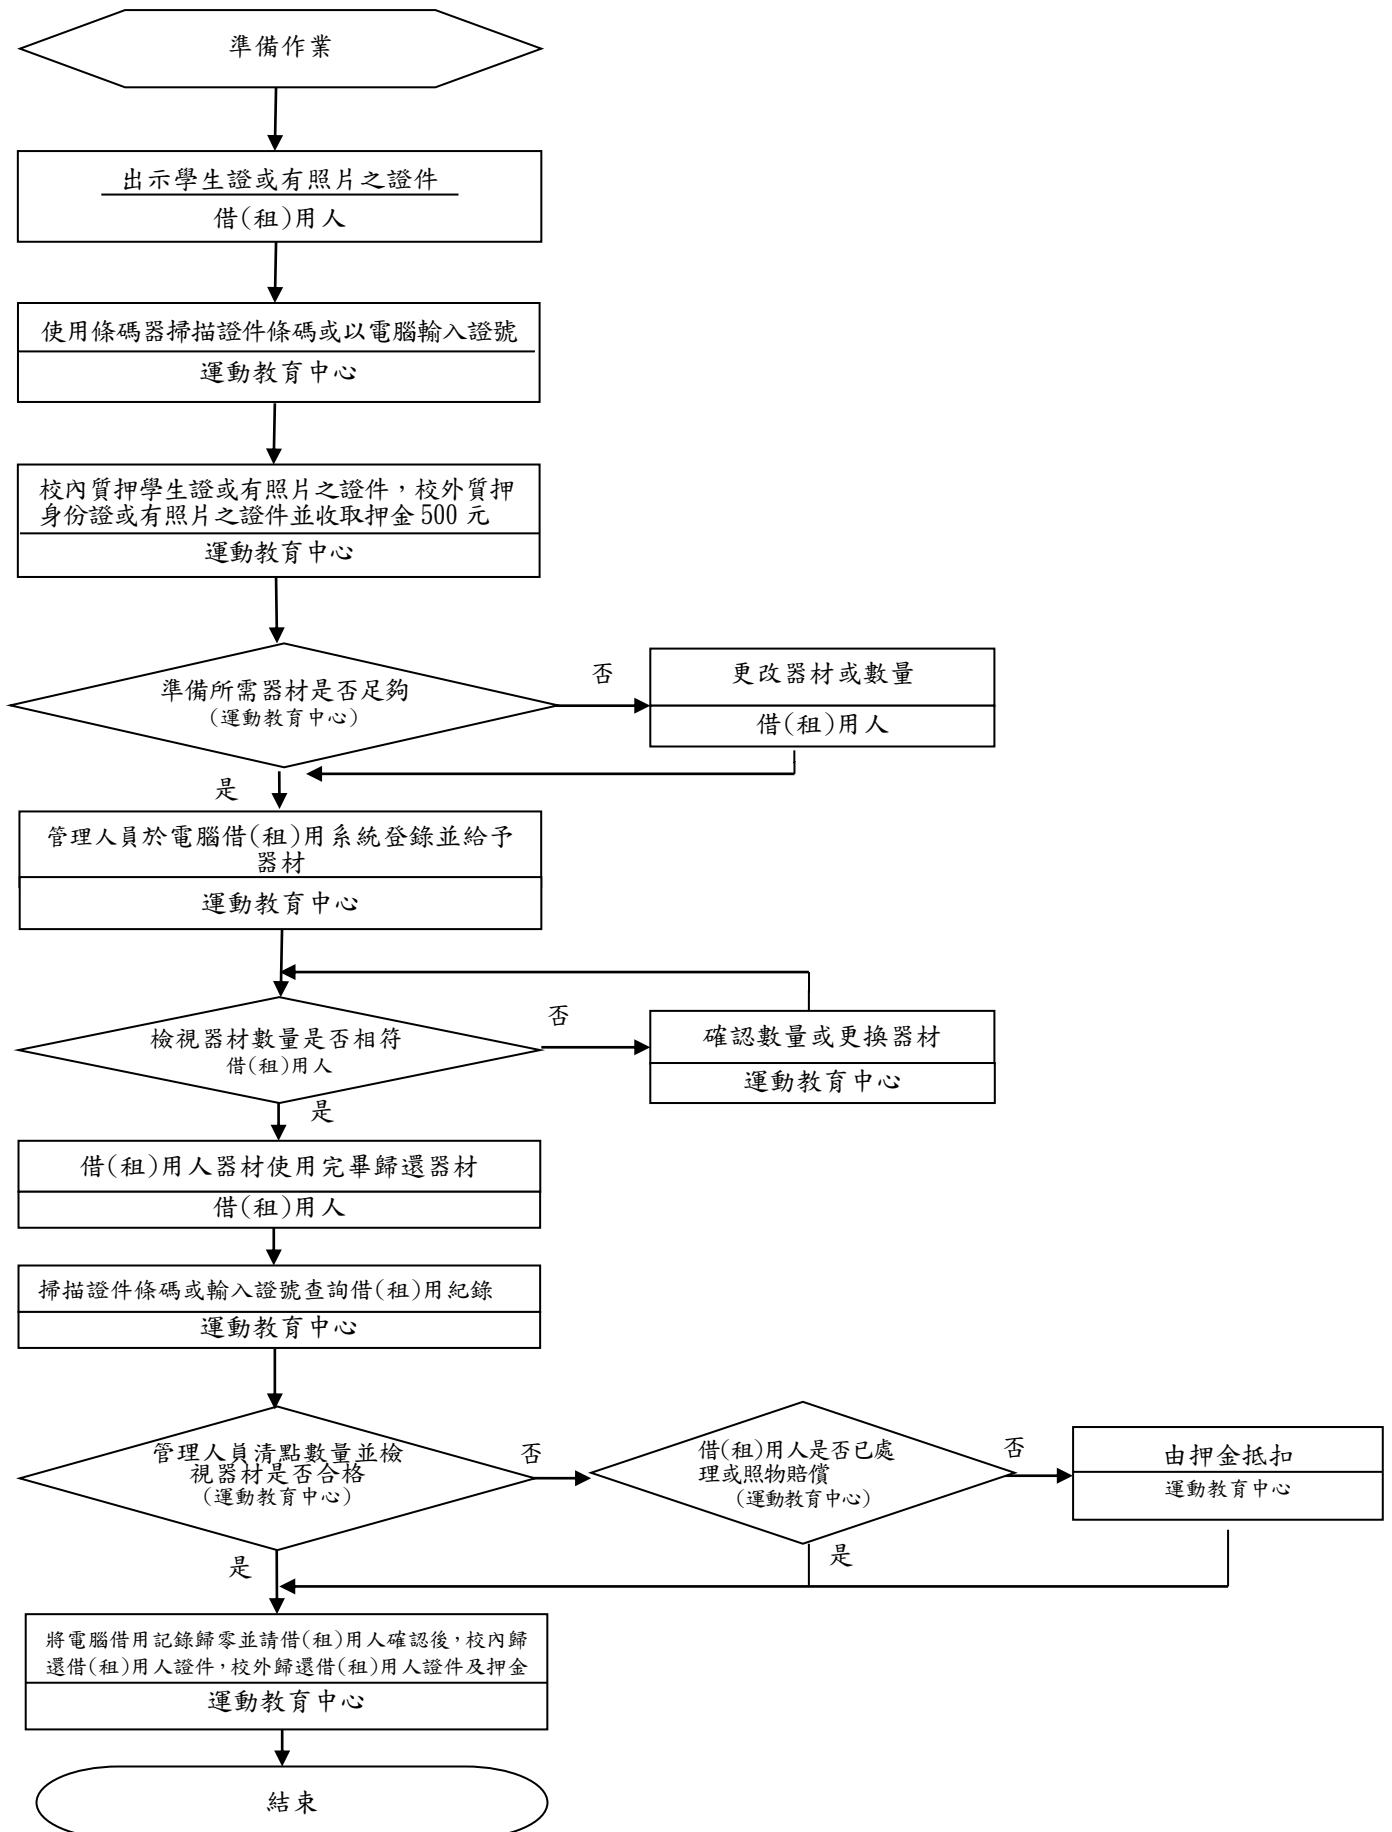 準備作業
出示學生證或有照片之證件
借(租)用人
使用條碼器掃描證件條碼或以電腦輸入證號
運動教育中心
校內質押學生證或有照片之證件，校外質押
身份證或有照片之證件並收取押金 500 元
運動教育中心
準備所需器材是否足夠
(運動教育中心)
否
更改器材或數量
借(租)用人
是
管理人員於電腦借(租)用系統登錄並給予
器材
運動教育中心
檢視器材數量是否相符
借(租)用人
否
確認數量或更換器材
運動教育中心
是
借(租)用人器材使用完畢歸還器材
借(租)用人
掃描證件條碼或輸入證號查詢借(租)用紀錄
運動教育中心
管理人員清點數量並檢
視器材是否合格
(運動教育中心)
否
借(租)用人是否已處
理或照物賠償
(運動教育中心)
否
由押金抵扣
運動教育中心
是
是
將電腦借用記錄歸零並請借(租)用人確認後，校內歸
還借(租)用人證件，校外歸還借(租)用人證件及押金
運動教育中心
結束